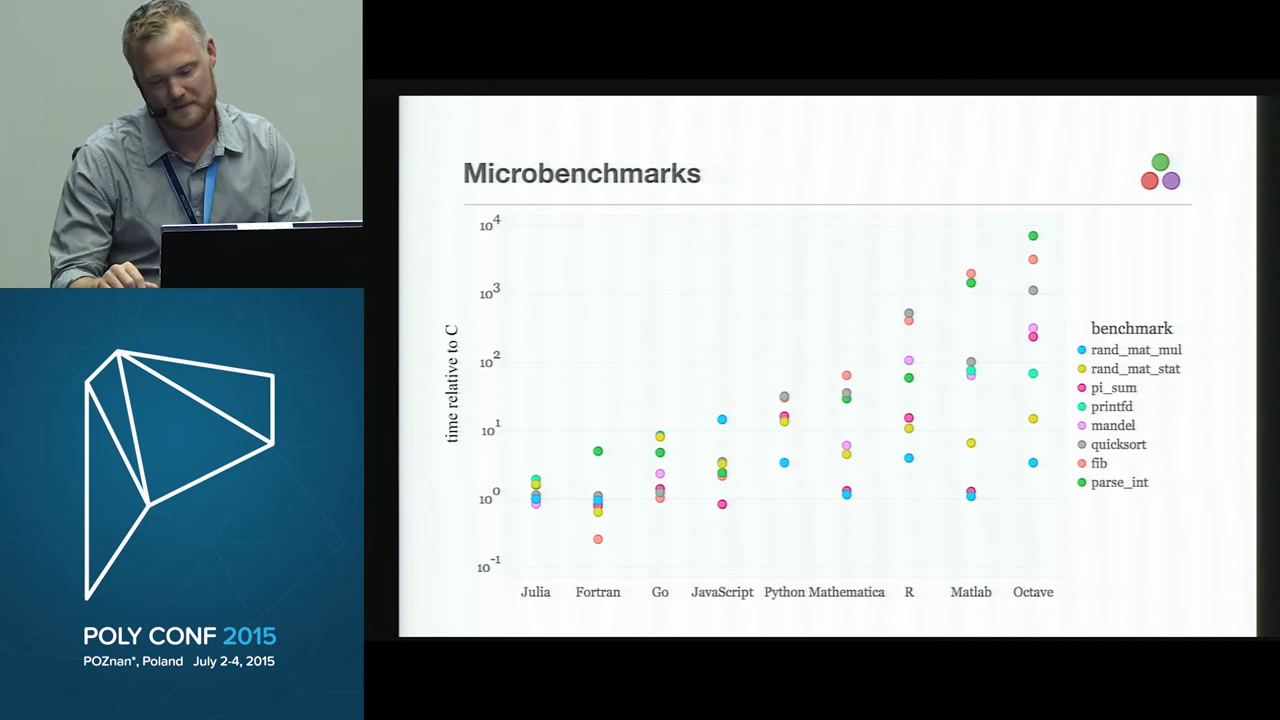 Microbenchmarks
10^4
10^3
10^2
10^1
10^0
10^-1
time relative to C
Julia Fortran Go JavaScript Python Mathematica R Matlab Octave
benchmark
rand_mat_mul
rand_mat_stat
pi_sum
printfd
mandel
quicksort
fib
parse_int
POLY CONF 2015
POZnan*, Poland July 2-4, 2015